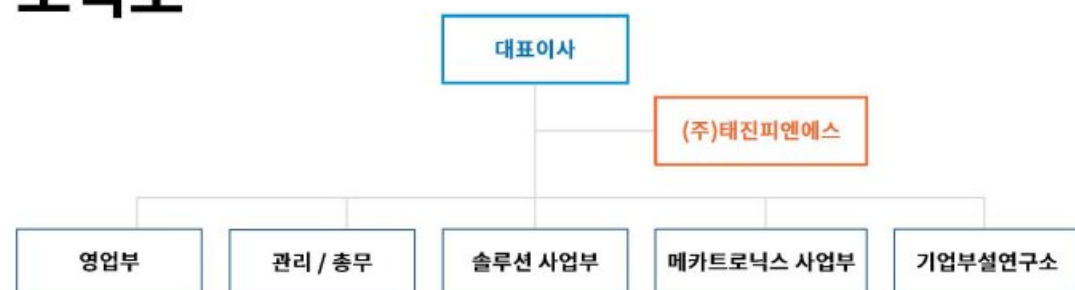 대표이사
(주)태진피엔에스
영업부
관리 / 총무
솔루션 사업부
메카트로닉스 사업부
기업부설연구소